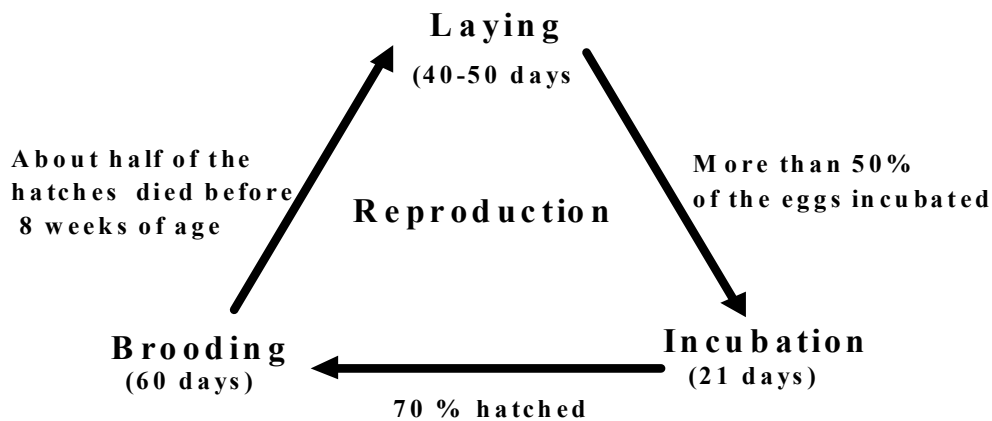 Laying
(40-50 days
About half of the
hatches died before
8 weeks of age
More than 50%
of the eggs incubated
Reproduction
Brooding
(60 days)
Incubation
(21 days)
70 % hatched